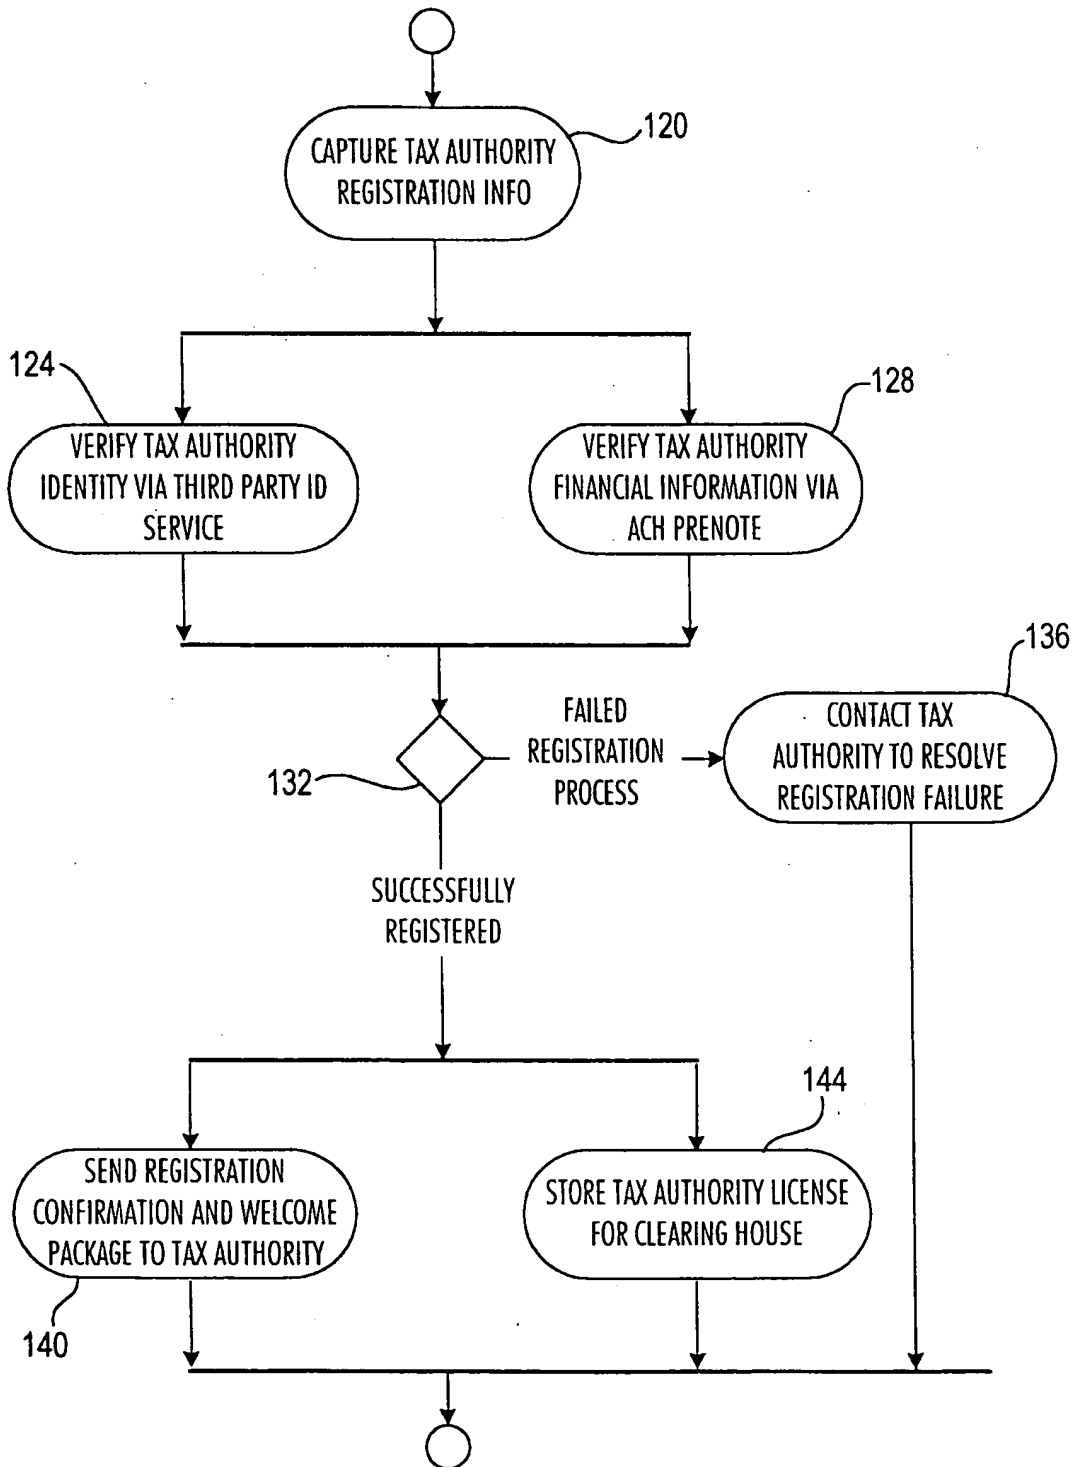 CAPTURE TAX AUTHORITY
REGISTRATION INFO
120
124
VERIFY TAX AUTHORITY
IDENTITY VIA THIRD PARTY ID
SERVICE
128
VERIFY TAX AUTHORITY
FINANCIAL INFORMATION VIA
ACH PRENOTE
132
FAILED
REGISTRATION
PROCESS
136
CONTACT TAX
AUTHORITY TO RESOLVE
REGISTRATION FAILURE
SUCCESSFULLY
REGISTERED
SEND REGISTRATION
CONFIRMATION AND WELCOME
PACKAGE TO TAX AUTHORITY
140
144
STORE TAX AUTHORITY LICENSE
FOR CLEARING HOUSE